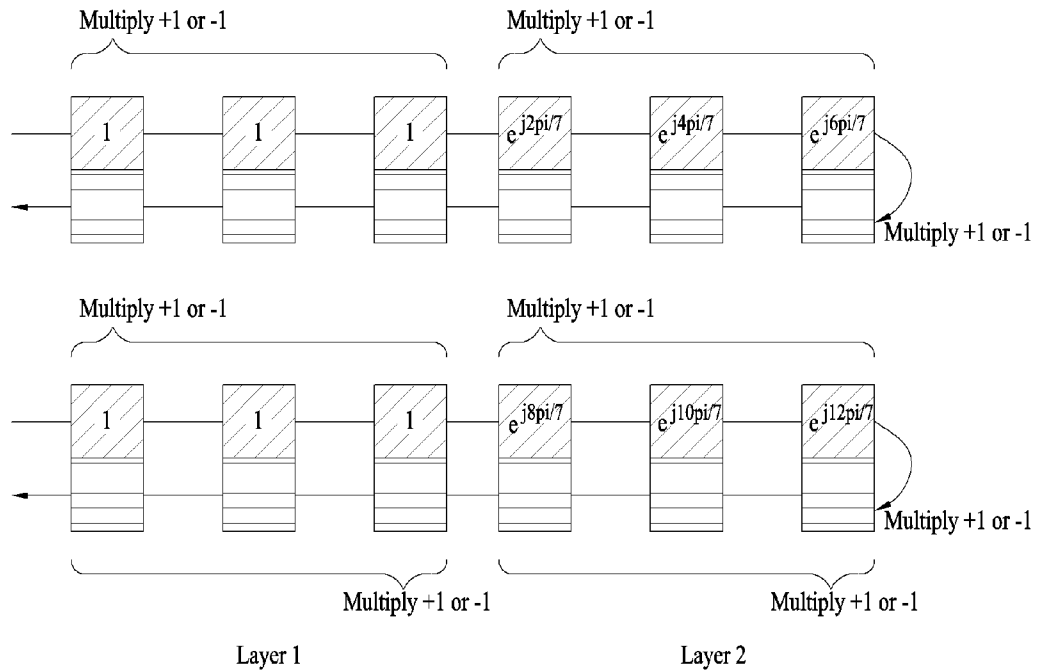 Multiply +1 or -1 Multiply +1 or -1
1 1 1 e^j2pi/7 e^j4pi/7 e^j6pi/7
Multiply +1 or -1
Multiply +1 or -1 Multiply +1 or -1
1 1 1 e^j8pi/7 e^j10pi/7 e^j12pi/7
Multiply +1 or -1
Multiply +1 or -1 Multiply +1 or -1
Layer 1 Layer 2